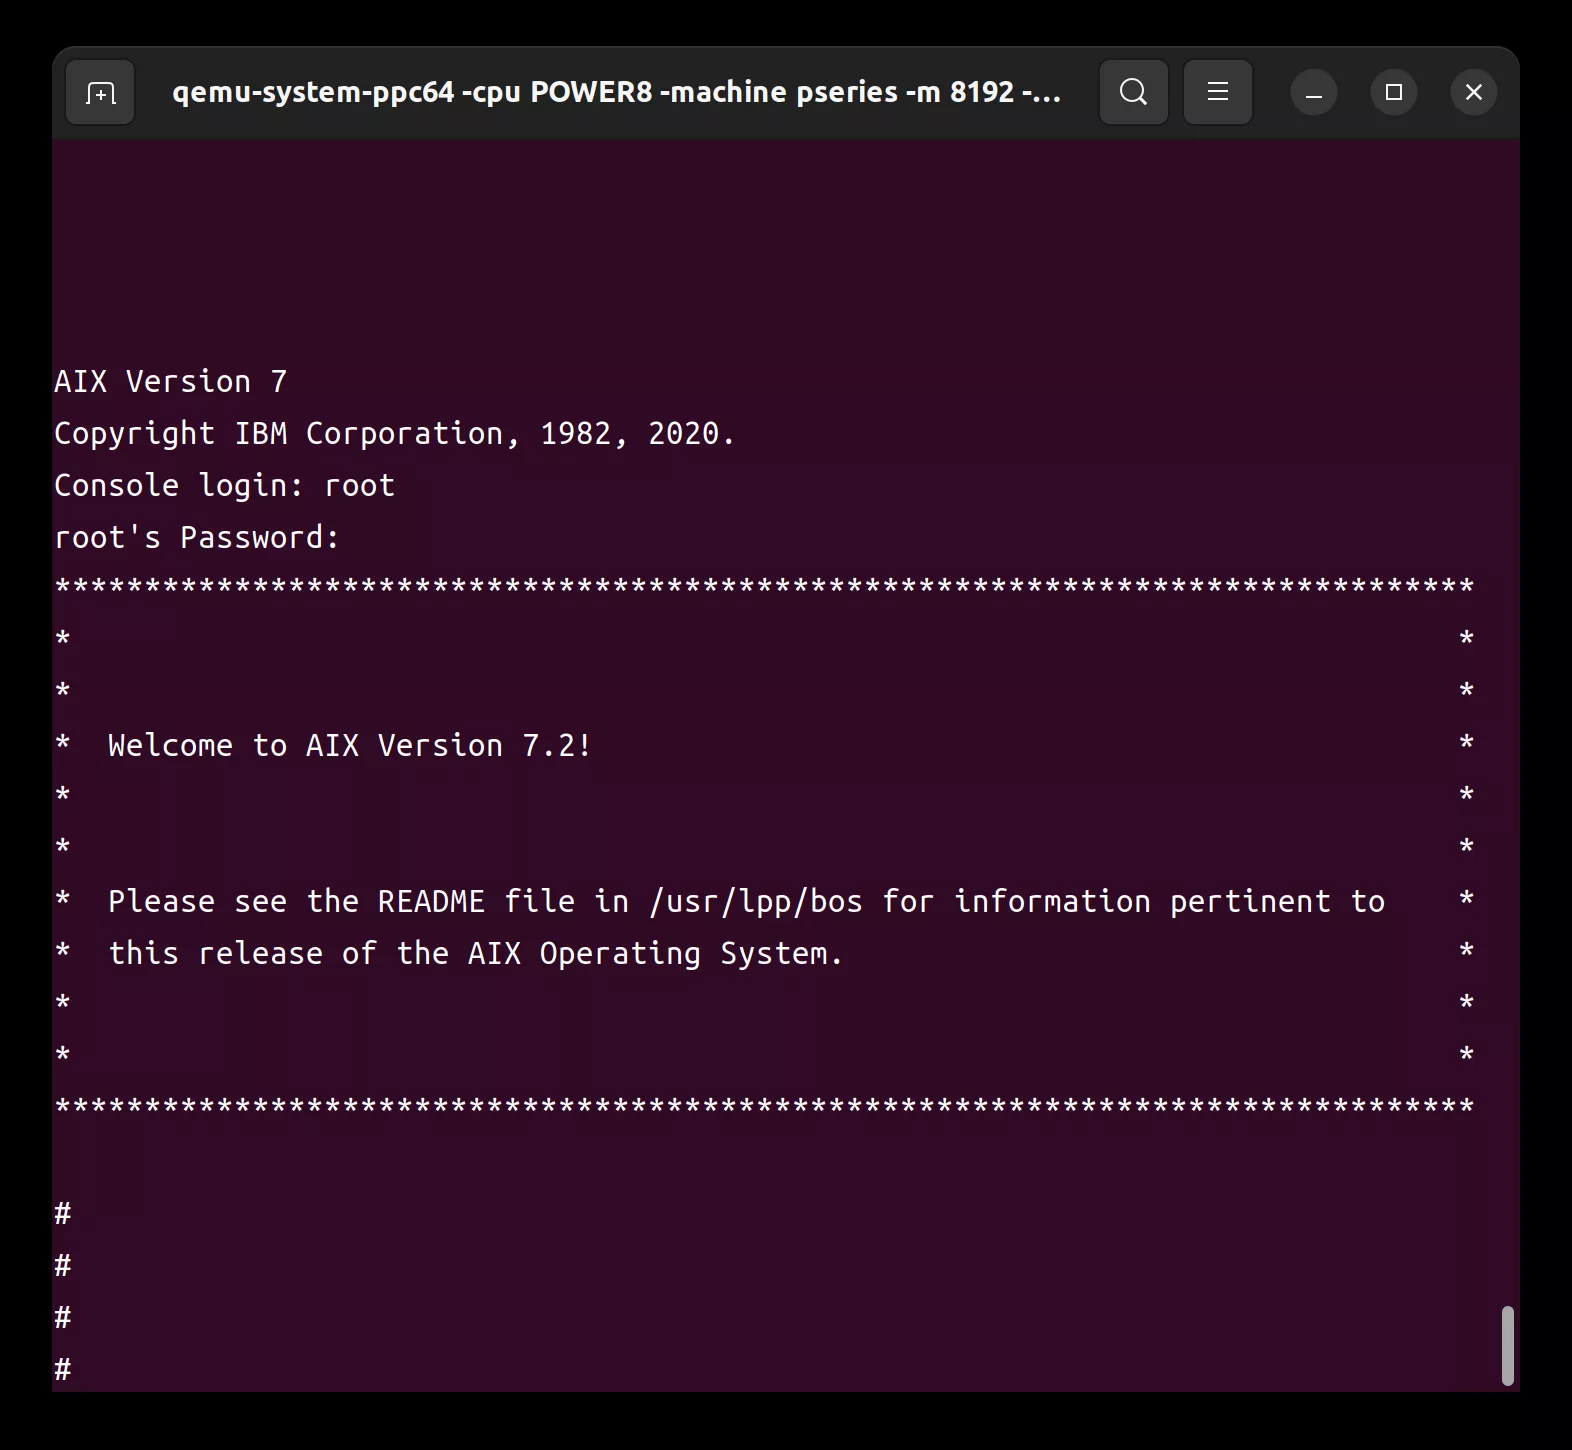 qemu-system-ppc64 -cpu POWER8 -machine pseries -m 8192 -...
AIX Version 7
Copyright IBM Corporation, 1982, 2020.
Console login: root
root's Password:
*******************************************************************************
*                                                                             *
*                                                                             *
*  Welcome to AIX Version 7.2!                                                *
*                                                                             *
*                                                                             *
*  Please see the README file in /usr/lpp/bos for information pertinent to    *
*  this release of the AIX Operating System.                                  *
*                                                                             *
*                                                                             *
*******************************************************************************
#
#
#
#